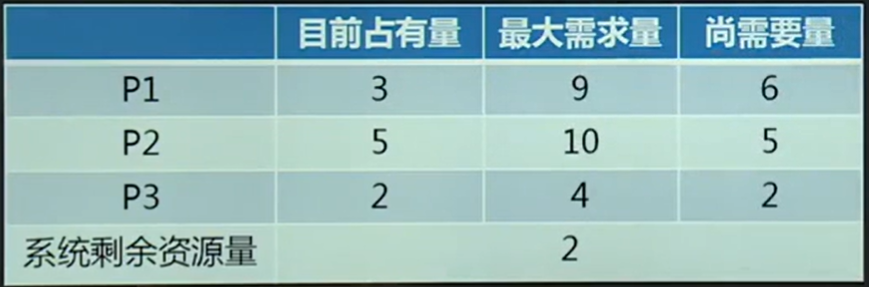 目前占有量 最大需求量 尚需要量
P1 3 9 6
P2 5 10 5
P3 2 4 2
系统剩余资源量 2